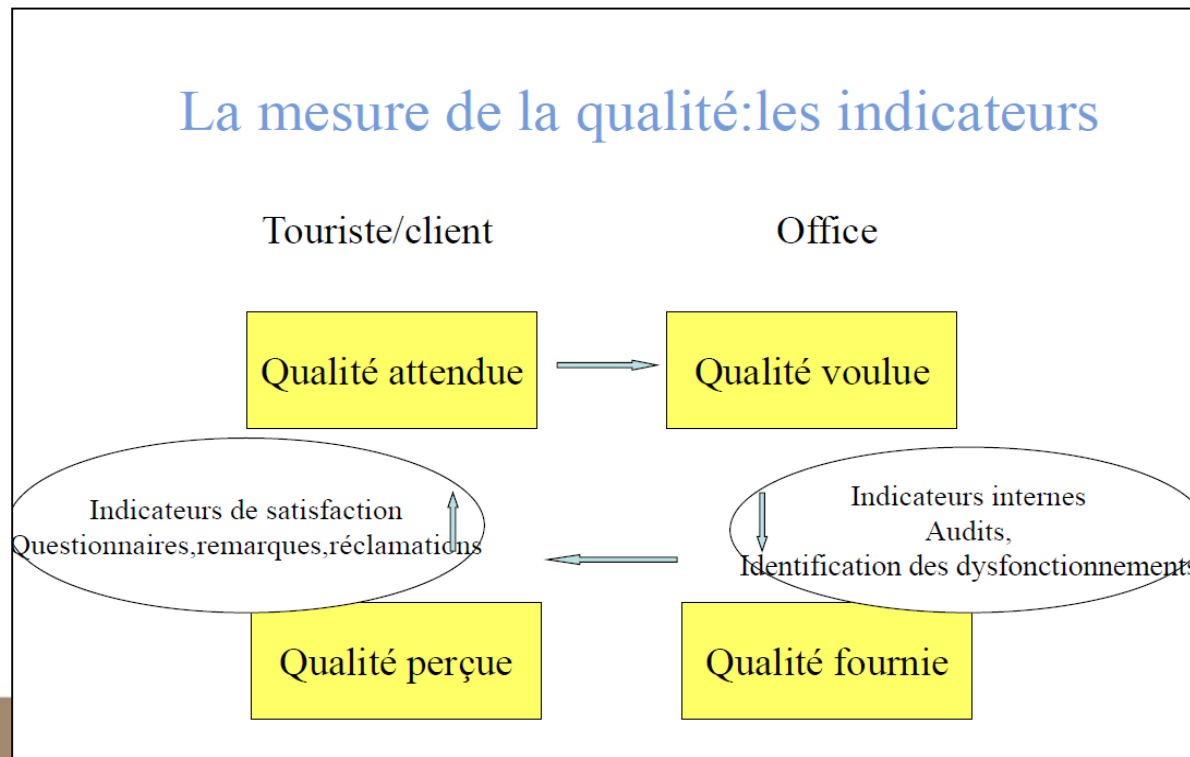 La mesure de la qualité:les indicateurs
Touriste/client
Office
Qualité attendue
Qualité voulue
Indicateurs de satisfaction
Questionnaires,remarques,réclamations
Indicateurs internes
Audits,
Identification des dysfonctionnements
Qualité perçue
Qualité fournie